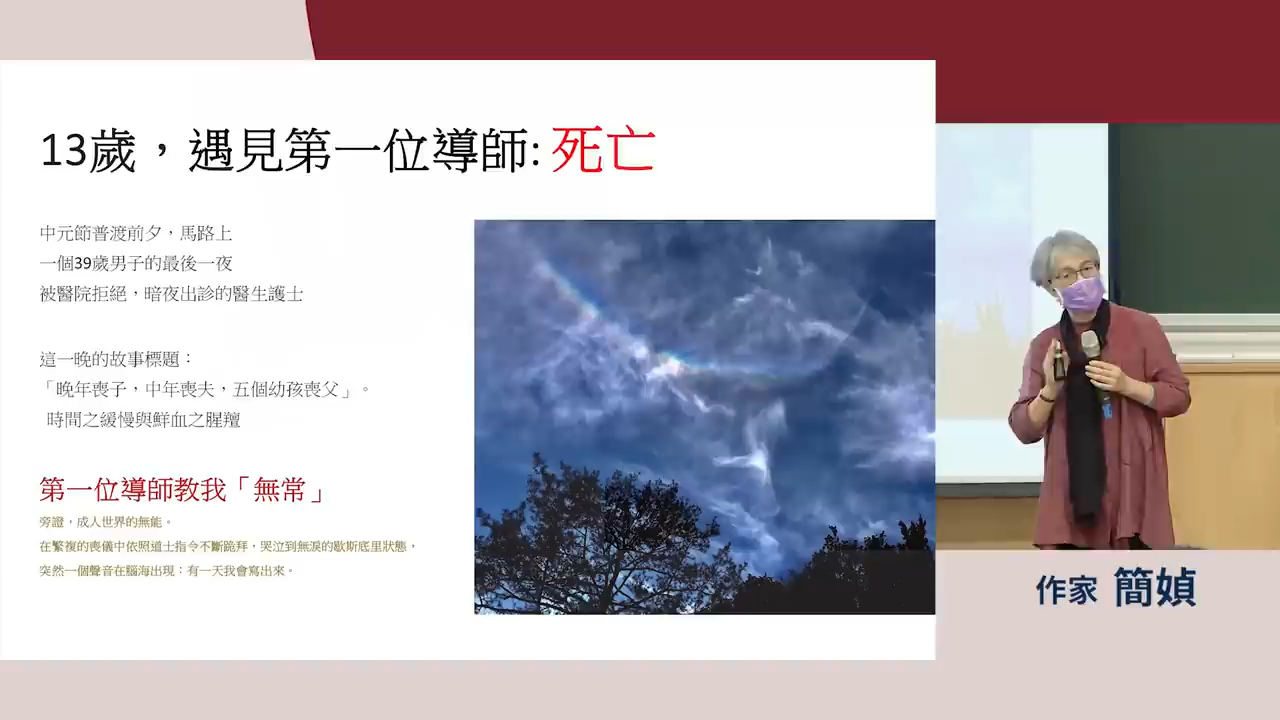 13歲，遇見第一位導師: 死亡
中元節普渡前夕，馬路上
一個39歲男子的最後一夜
被醫院拒絕，暗夜出診的醫生護士
這一晚的故事標題：
「晚年喪子，中年喪夫，五個幼孩喪父」。
時間之緩慢與鮮血之腥羶
第一位導師教我「無常」
旁證，成人世界的無能。
在繁複的喪儀中依照道士指令不斷跪拜，哭泣到無淚的歇斯底里狀態，
突然一個聲音在腦海出現：有一天我會寫出來。
作家 簡媜